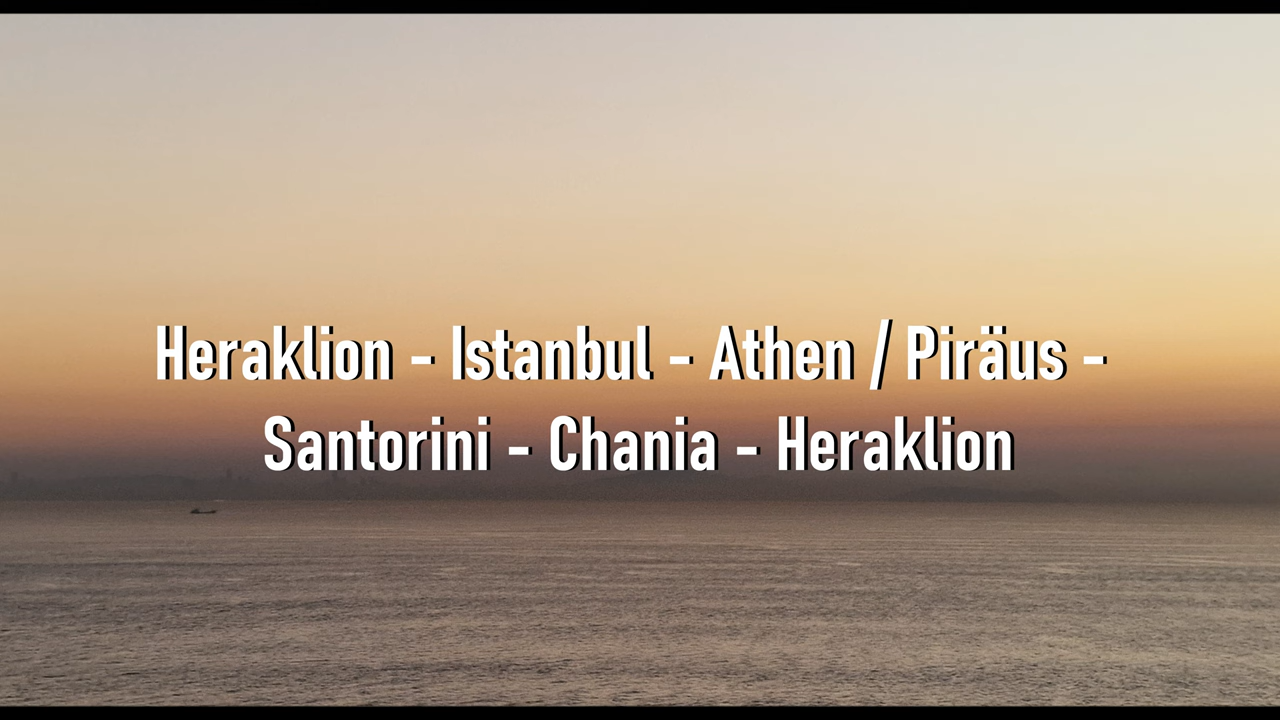 Heraklion - Istanbul - Athen / Piräus -
Santorini - Chania - Heraklion